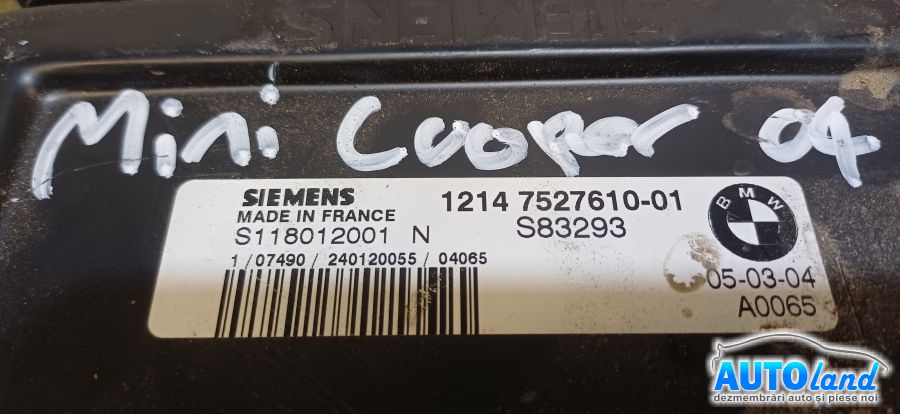 SIEMENS
Mini Cooper 04
SIEMENS
MADE IN FRANCE
S118012001 N
1214 7527610-01
S83293
BMW
1/07490/240120055/04065
05-03-04
A0065
AUTOland
dezmembrări auto și piese noi